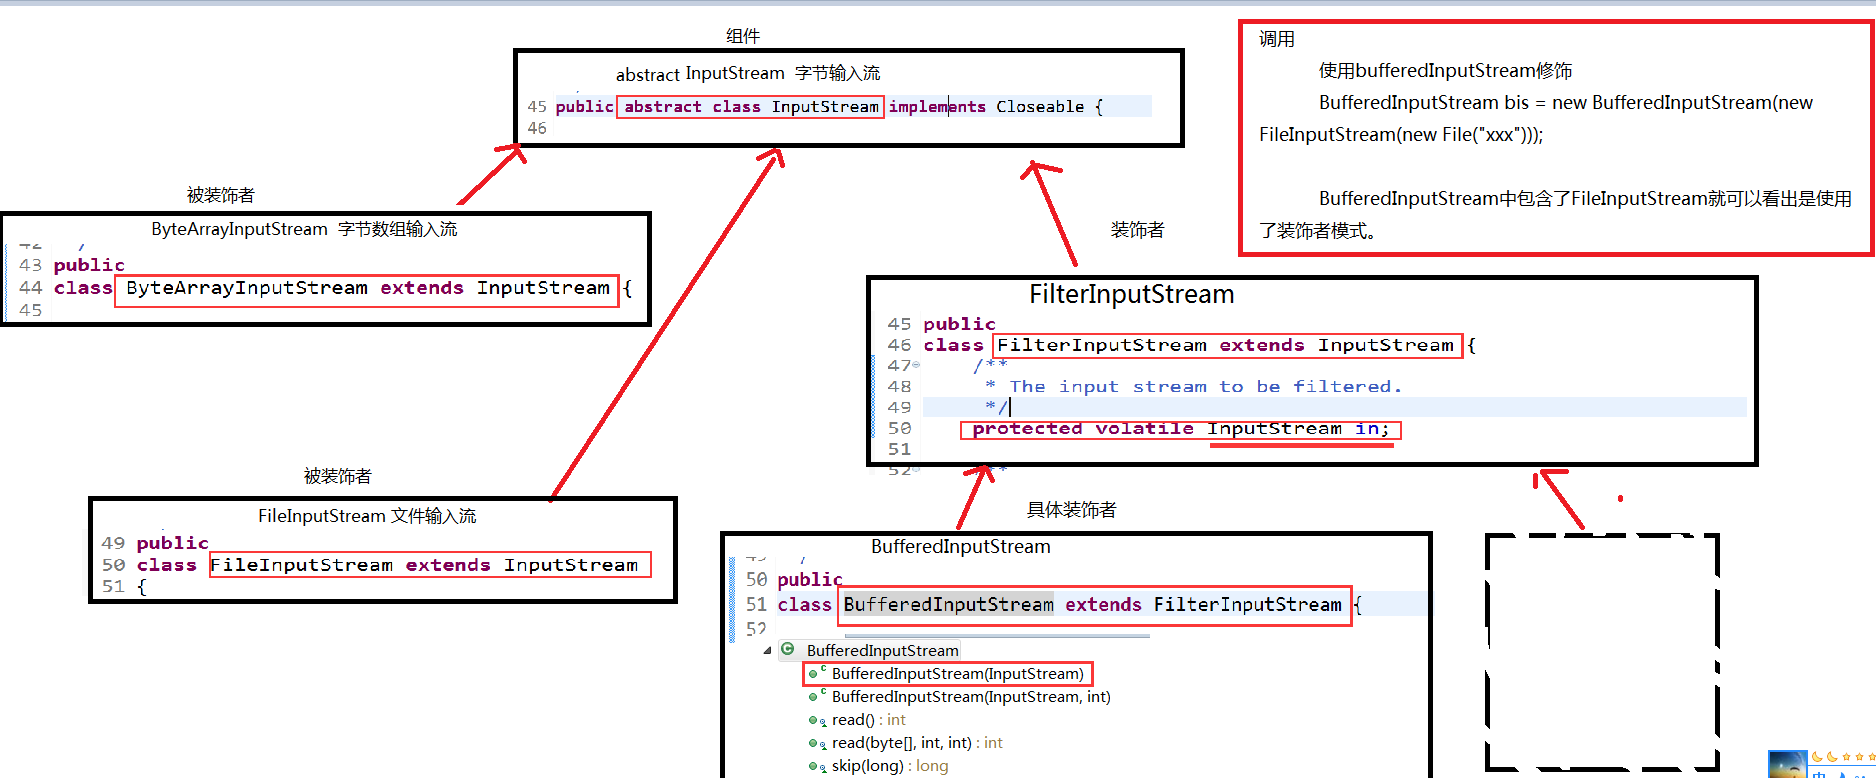 组件
abstract InputStream 字节输入流
45 public abstract class InputStream implements Closeable {
46
调用
使用bufferedInputStream修饰
BufferedInputStream bis = new BufferedInputStream(new
FileInputStream(new File("xxx")));
BufferedInputStream中包含了FileInputStream就可以看出是使用
了装饰者模式。
被装饰者
ByteArrayInputStream 字节数组输入流
42 /
43 public
44 class ByteArrayInputStream extends InputStream {
45
装饰者
FilterInputStream
45 public
46 class FilterInputStream extends InputStream {
47 /**
48 * The input stream to be filtered.
49 */
50 protected volatile InputStream in;
51
52 **
被装饰者
FileInputStream 文件输入流
49 public
50 class FileInputStream extends InputStream
51 {
具体装饰者
BufferedInputStream
49 /
50 public
51 class BufferedInputStream extends FilterInputStream {
52
BufferedInputStream
BufferedInputStream(InputStream)
BufferedInputStream(InputStream, int)
read() : int
read(byte[], int, int) : int
skip(long) : long